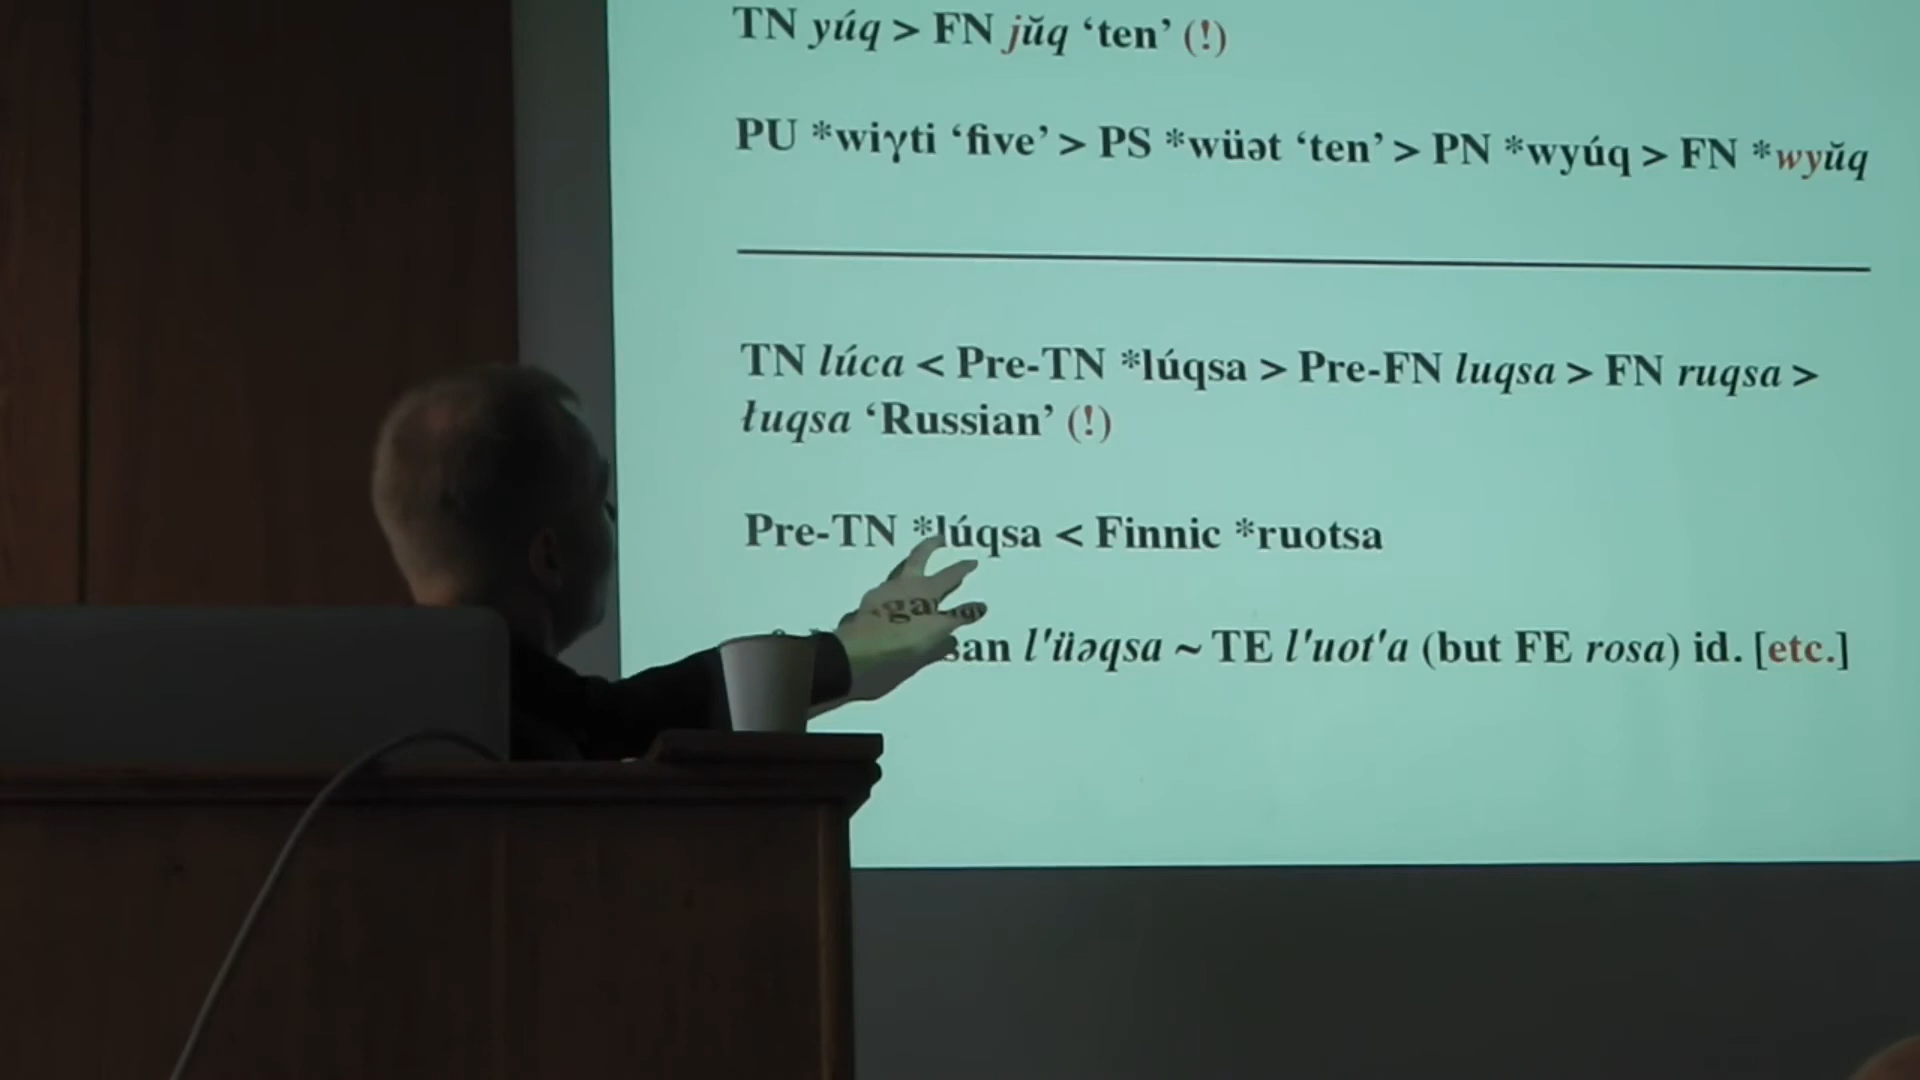 TN yúq > FN jŭq ‘ten’ (!)
PU *wiɣti ‘five’ > PS *wüət ‘ten’ > PN *wyúq > FN *wyŭq
TN lúca < Pre-TN *lúqsa > Pre-FN luqsa > FN ruqsa >
łuqsa ‘Russian’ (!)
Pre-TN *lúqsa < Finnic *ruotsa
l'üəqsa ~ TE l'uot'a (but FE rosa) id. [etc.]